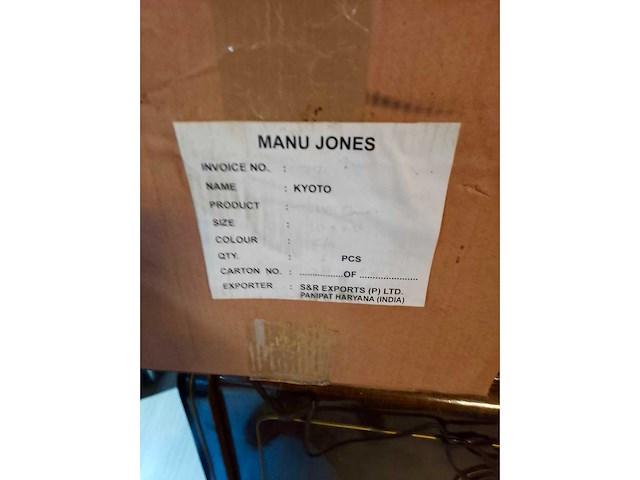 MANU JONES
INVOICE NO. :
NAME : KYOTO
PRODUCT :
SIZE :
COLOUR :
QTY. : PCS
CARTON NO. : .................OF ......................
EXPORTER : S&R EXPORTS (P) LTD.
PANIPAT HARYANA (INDIA)